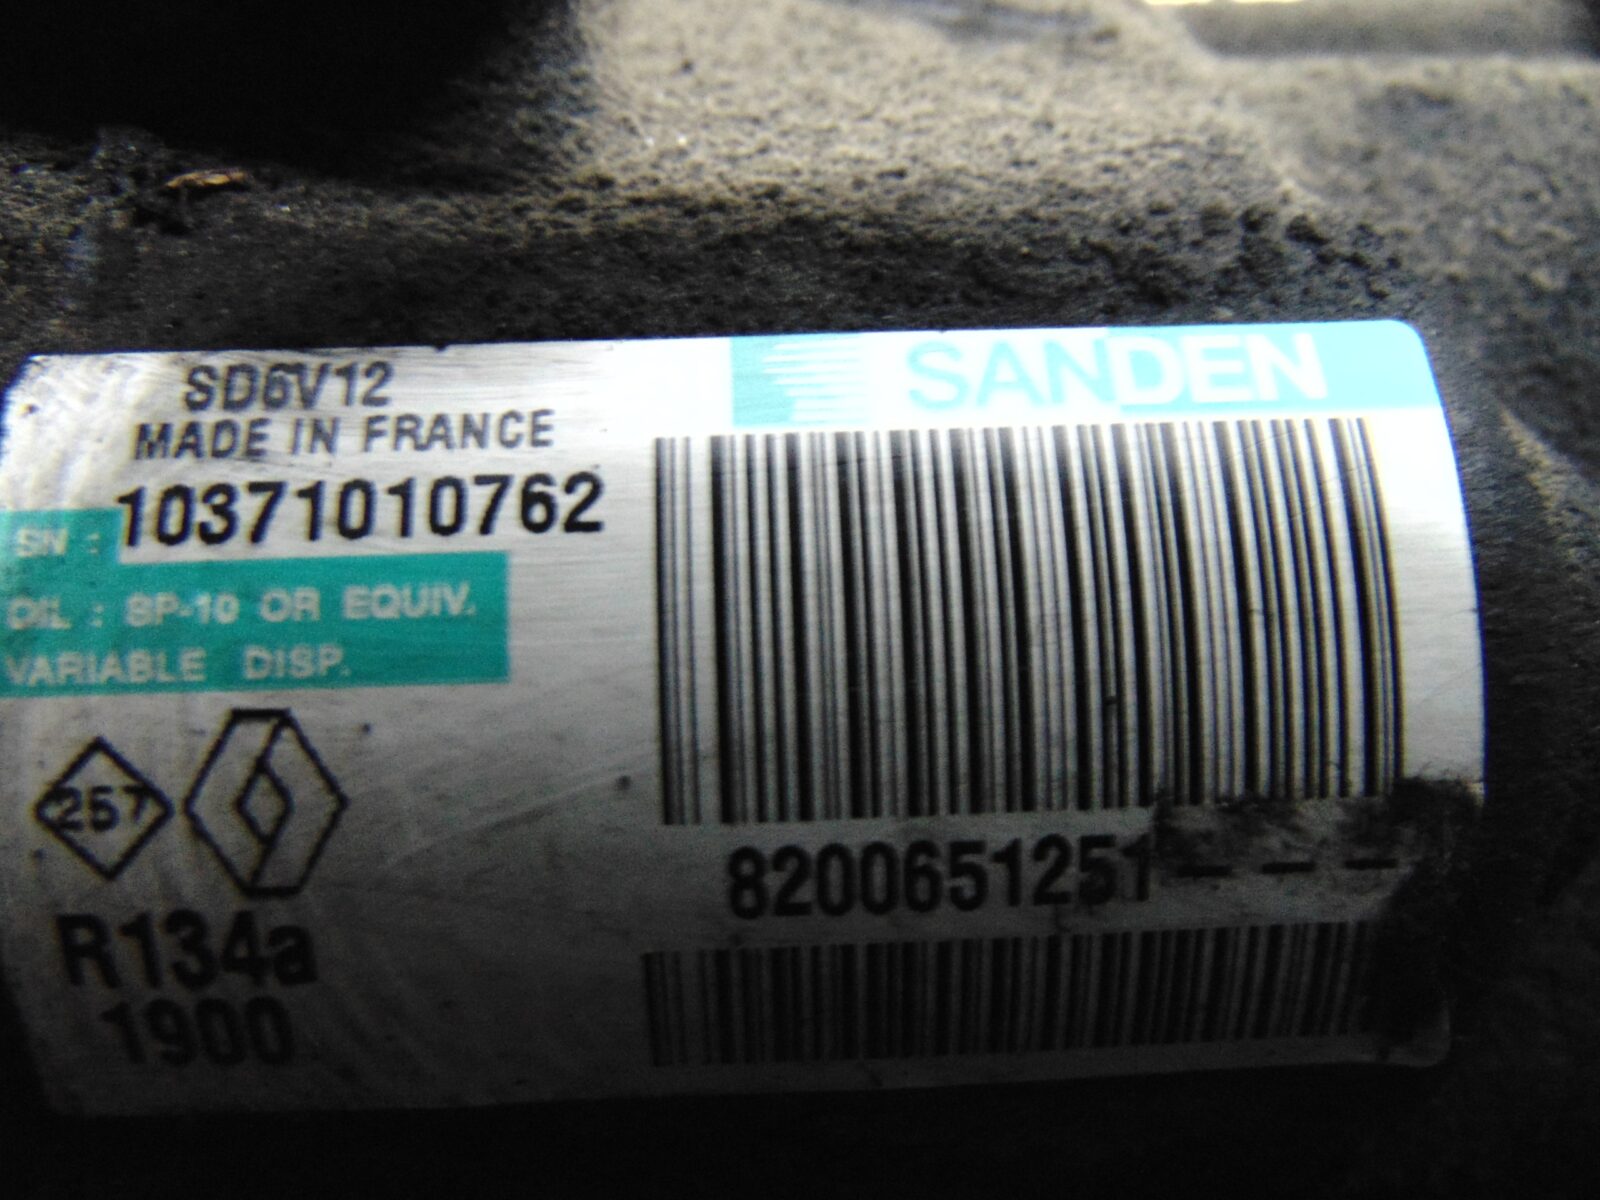 SD6V12
SANDEN
MADE IN FRANCE
SN : 10371010762
OIL : SP-10 OR EQUIV.
VARIABLE DISP.
257
8200651251 - - -
R134a
1900